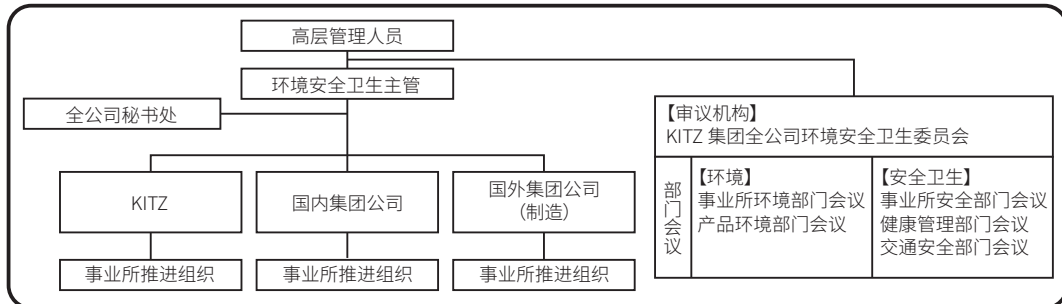 高层管理人员
环境安全卫生主管
全公司秘书处
KITZ
国内集团公司
国外集团公司
(制造)
事业所推进组织
事业所推进组织
事业所推进组织
【审议机构】
KITZ 集团全公司环境安全卫生委员会
部门会议
【环境】
事业所环境部门会议
产品环境部门会议
【安全卫生】
事业所安全部门会议
健康管理部门会议
交通安全部门会议